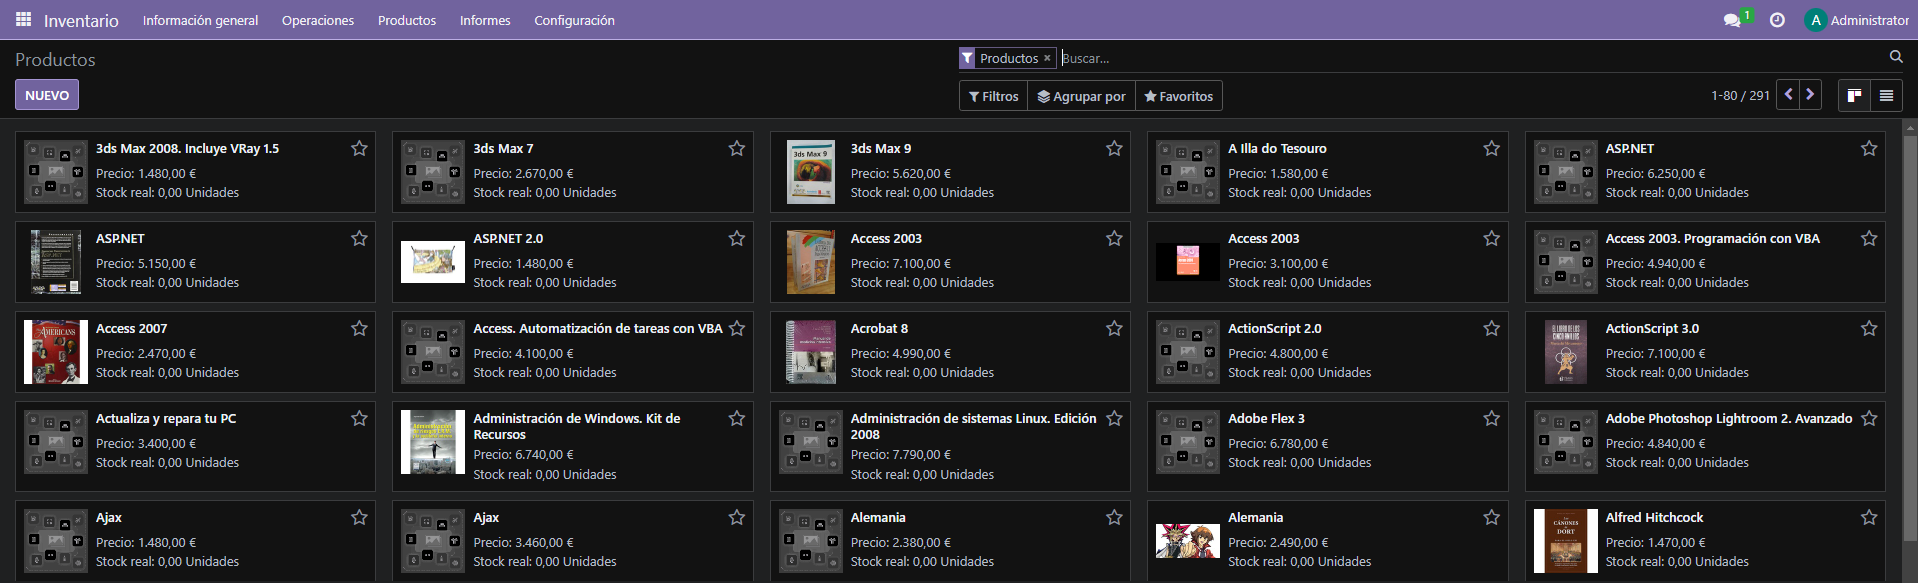 Inventario Información general Operaciones Productos Informes Configuración 1 A Administrator
Productos
Productos × Buscar...
NUEVO
Filtros Agrupar por Favoritos 1-80 / 291
3ds Max 2008. Incluye VRay 1.5
Precio: 1.480,00 €
Stock real: 0,00 Unidades
3ds Max 7
Precio: 2.670,00 €
Stock real: 0,00 Unidades
3ds Max 9
3ds Max 9
Precio: 5.620,00 €
Stock real: 0,00 Unidades
A Illa do Tesouro
Precio: 1.580,00 €
Stock real: 0,00 Unidades
ASP.NET
Precio: 6.250,00 €
Stock real: 0,00 Unidades
ASP.NET
Precio: 5.150,00 €
Stock real: 0,00 Unidades
ASP.NET 2.0
Precio: 1.480,00 €
Stock real: 0,00 Unidades
Access 2003
Precio: 7.100,00 €
Stock real: 0,00 Unidades
Access 2003
Precio: 3.100,00 €
Stock real: 0,00 Unidades
Access 2003. Programación con VBA
Precio: 4.940,00 €
Stock real: 0,00 Unidades
AMERICANS
Access 2007
Precio: 2.470,00 €
Stock real: 0,00 Unidades
Access. Automatización de tareas con VBA
Precio: 4.100,00 €
Stock real: 0,00 Unidades
Acrobat 8
Precio: 4.990,00 €
Stock real: 0,00 Unidades
ActionScript 2.0
Precio: 4.800,00 €
Stock real: 0,00 Unidades
ActionScript 3.0
Precio: 7.100,00 €
Stock real: 0,00 Unidades
Actualiza y repara tu PC
Precio: 3.400,00 €
Stock real: 0,00 Unidades
Administración de Windows. Kit de
Recursos
Precio: 6.740,00 €
Stock real: 0,00 Unidades
Administración de sistemas Linux. Edición
2008
Precio: 7.790,00 €
Stock real: 0,00 Unidades
Adobe Flex 3
Precio: 6.780,00 €
Stock real: 0,00 Unidades
Adobe Photoshop Lightroom 2. Avanzado
Precio: 4.840,00 €
Stock real: 0,00 Unidades
Ajax
Precio: 1.480,00 €
Stock real: 0,00 Unidades
Ajax
Precio: 3.460,00 €
Stock real: 0,00 Unidades
Alemania
Precio: 2.380,00 €
Stock real: 0,00 Unidades
Alemania
Precio: 2.490,00 €
Stock real: 0,00 Unidades
CÁNONES
DORT
Alfred Hitchcock
Precio: 1.470,00 €
Stock real: 0,00 Unidades